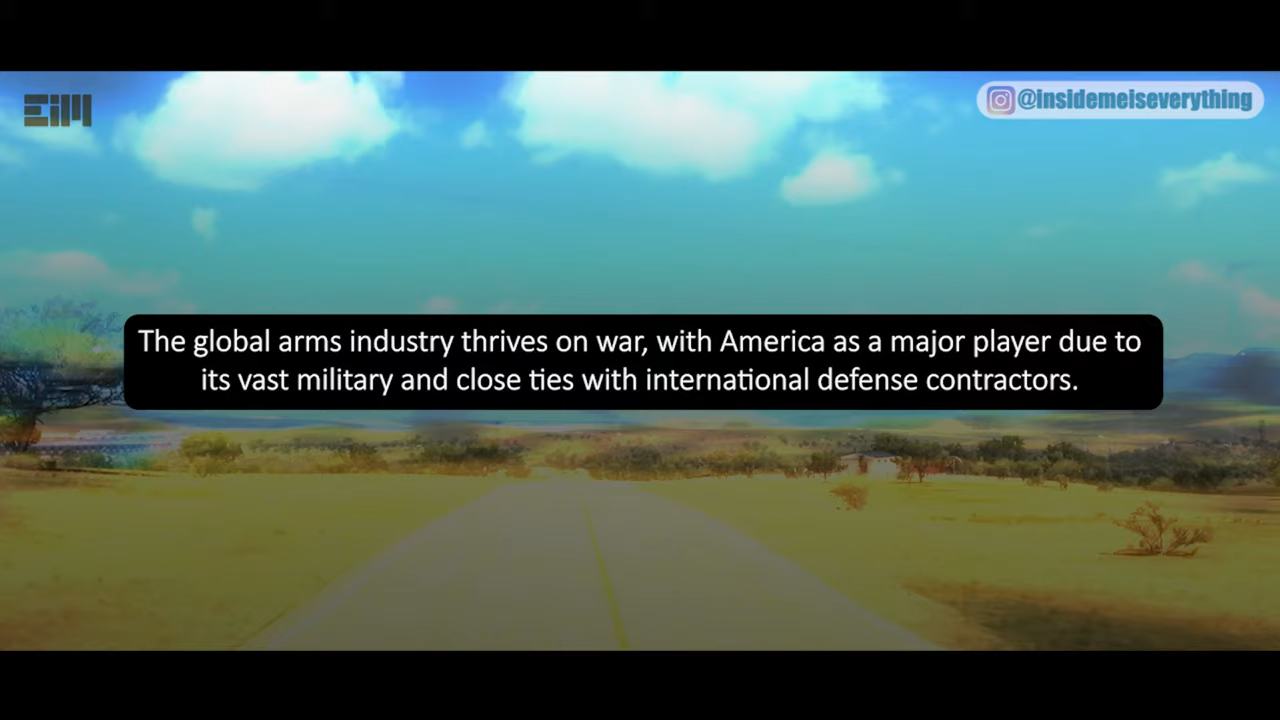 EiM
@insidemeiseverything
The global arms industry thrives on war, with America as a major player due to
its vast military and close ties with international defense contractors.